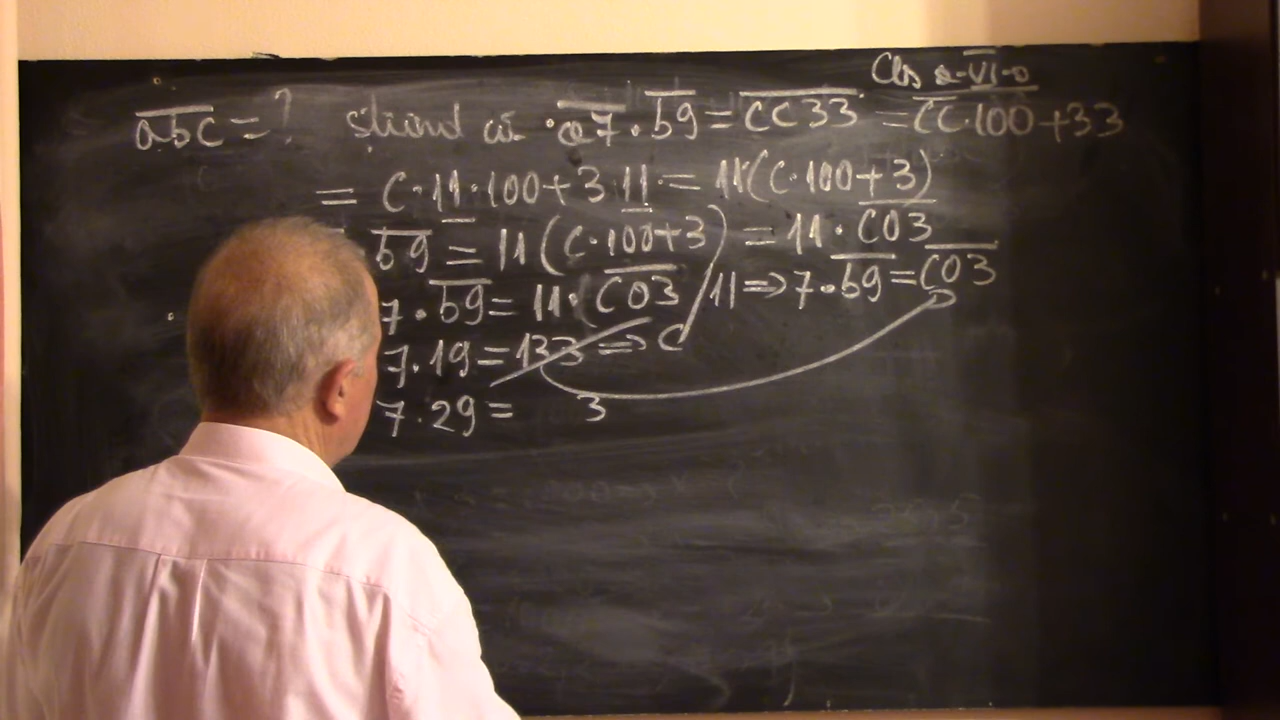 Cls a-VI-a
abc = ? știind că a7 · b9 = cc33 = cc·100+33
= c·11·100+3·11 = 11(c·100+3)
b9 = 11(c·100+3) = 11·c03
7·b9 = 11·c03 /11 ⇒ 7·b9 = c03
7·19 = 133 ⇒ c
7·29 = 3